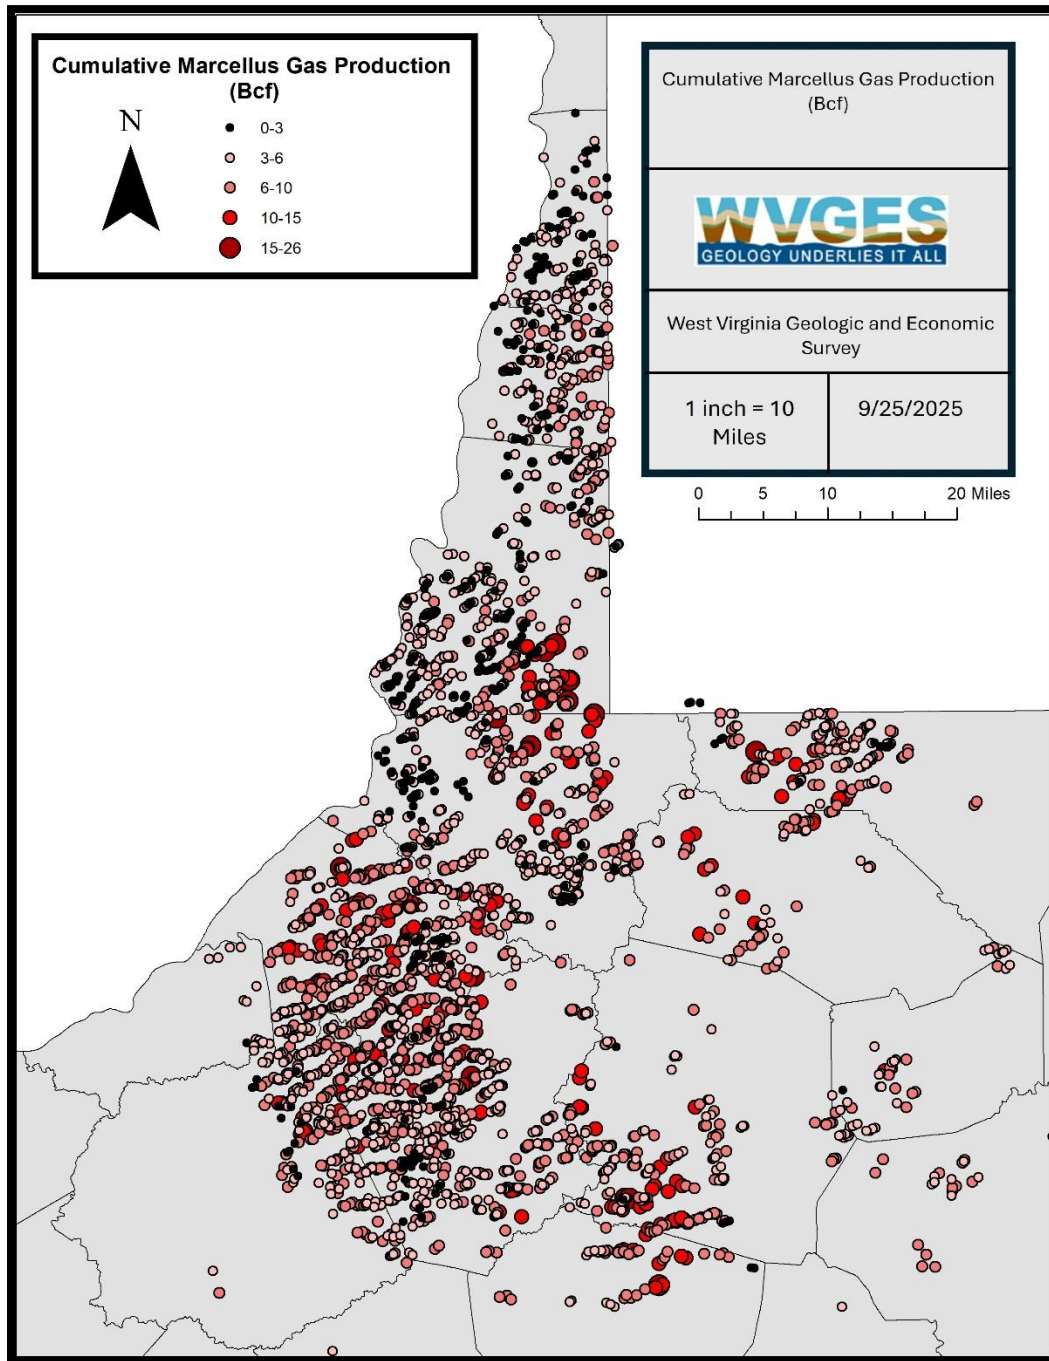 Cumulative Marcellus Gas Production
(Bcf)
N
0-3
3-6
6-10
10-15
15-26
Cumulative Marcellus Gas Production
(Bcf)
WVGES
GEOLOGY UNDERLIES IT ALL
West Virginia Geologic and Economic
Survey
1 inch = 10
Miles
9/25/2025
0 5 10 20 Miles